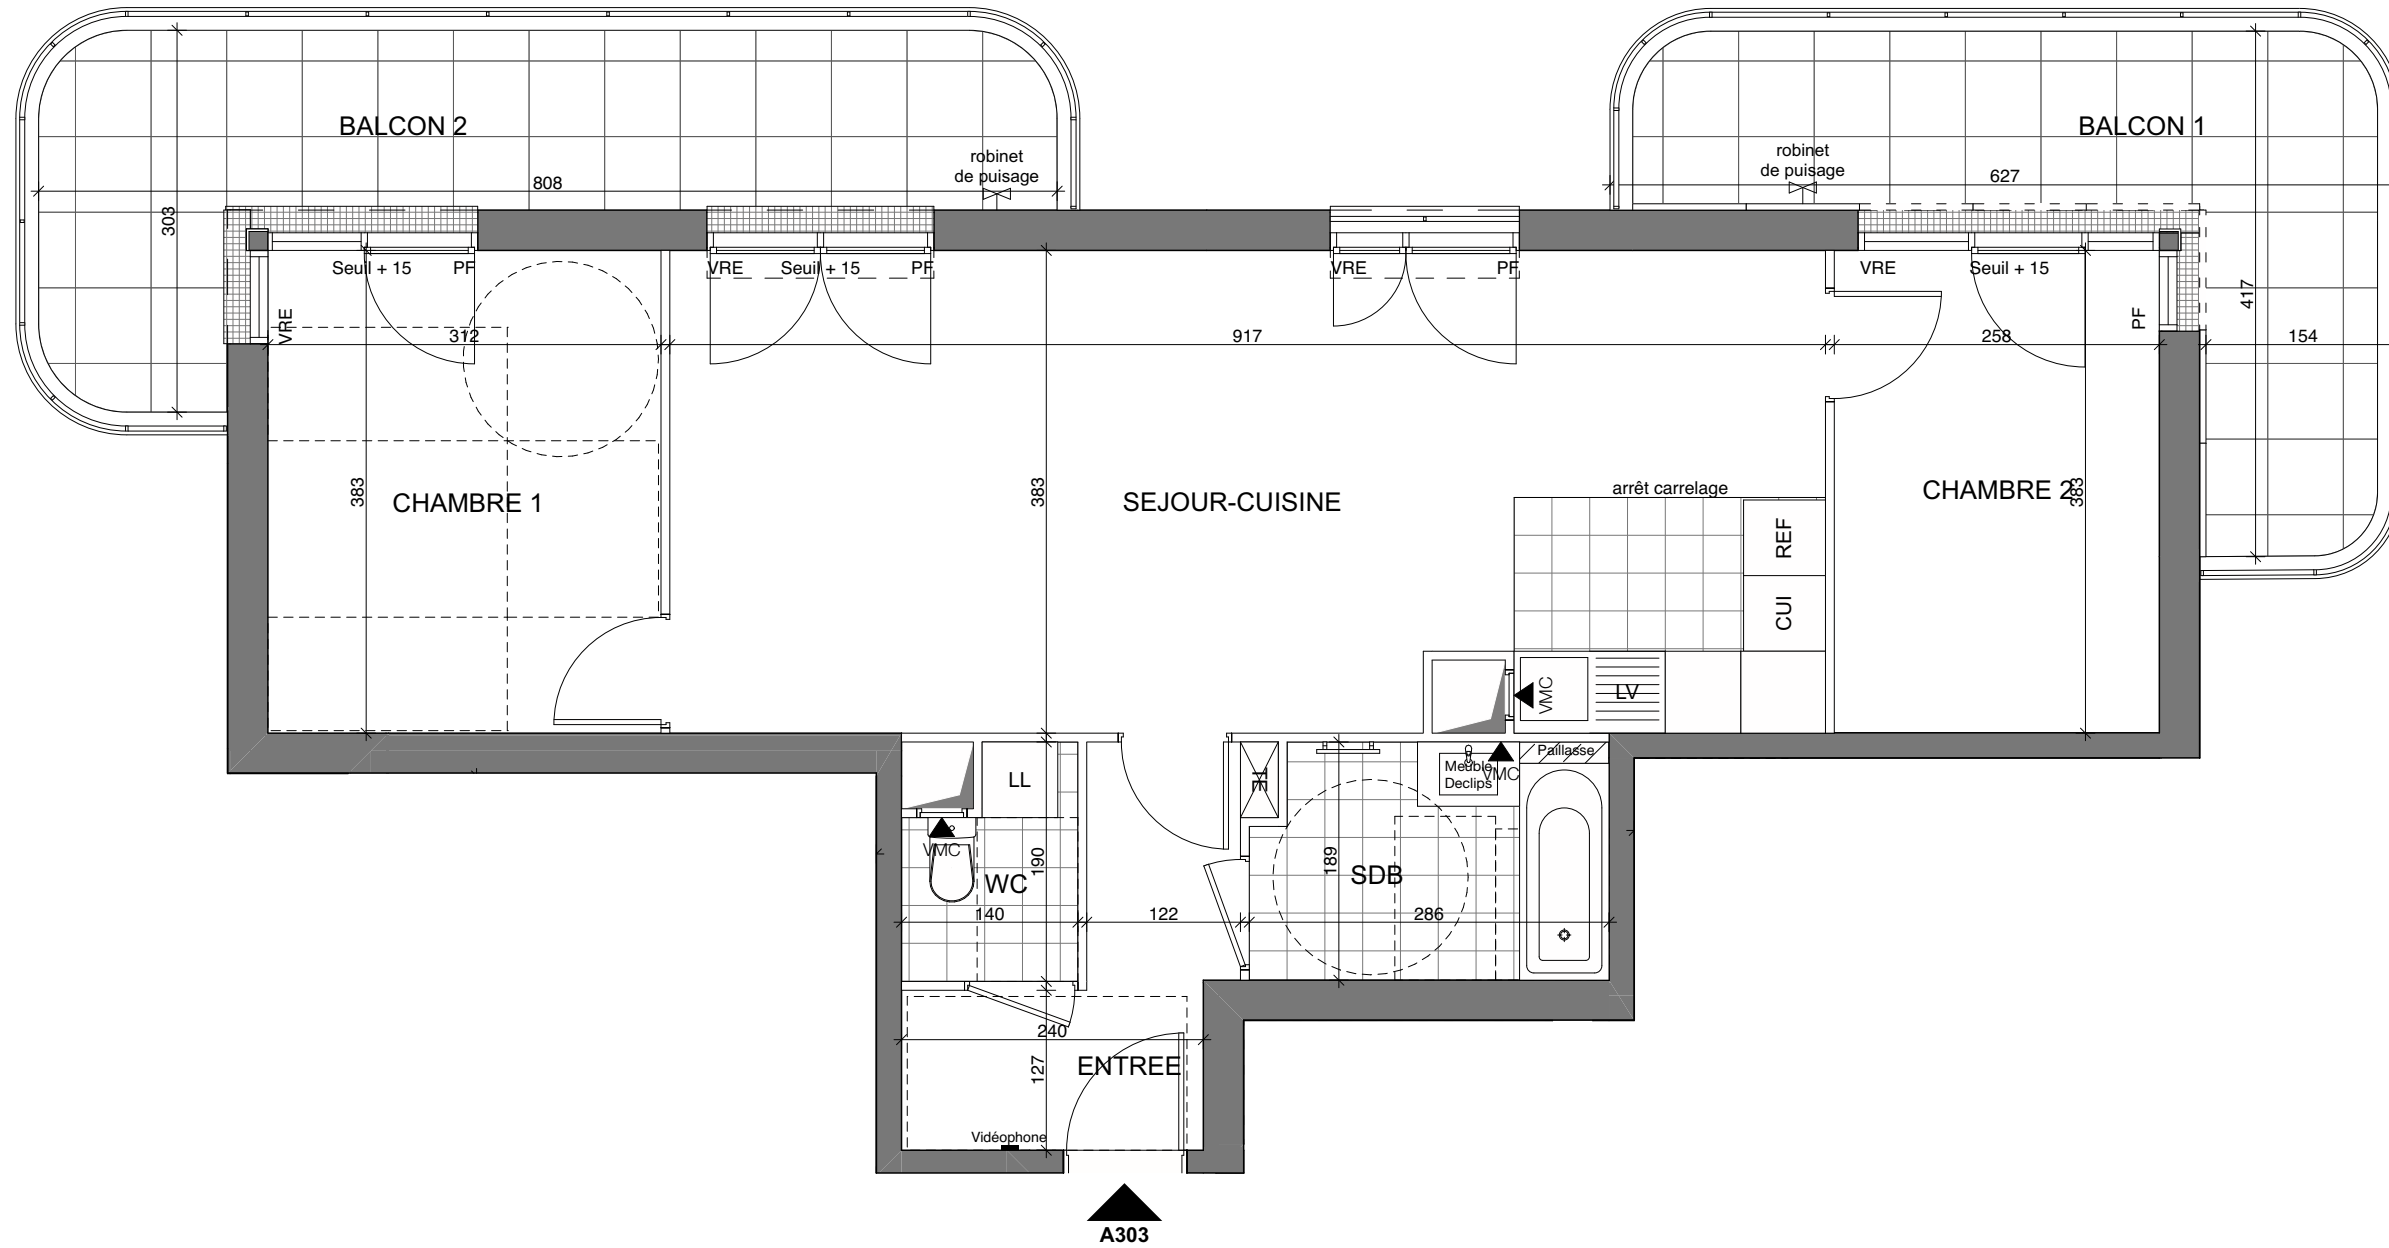 BALCON 2
BALCON 1
robinet
de puisage
robinet
de puisage
808
627
303
417
Seuil + 15
PF
VRE
Seuil + 15
PF
VRE
PF
VRE
Seuil + 15
VRE
PF
312
917
258
154
383
CHAMBRE 1
383
SEJOUR-CUISINE
arrêt carrelage
CHAMBRE 2
383
REF
CUI
VMC
LV
LL
TE
Meuble
Declips
VMC
Paillasse
VMC
190
WC
189
SDB
140
122
286
240
127
ENTREE
Vidéophone
A303